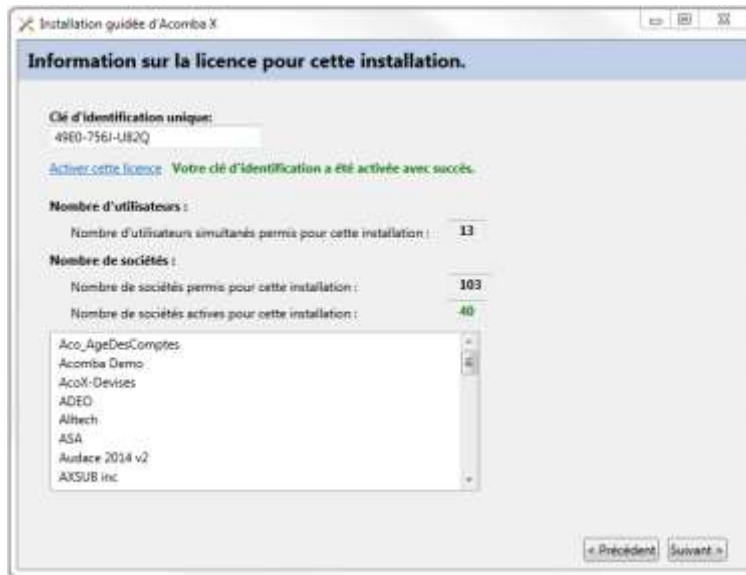 Installation guidée d'Acomba X
Information sur la licence pour cette installation.
Clé d'identification unique:
49E0-756J-U82Q
Activer cette licence Votre clé d'identification a été activée avec succès.
Nombre d'utilisateurs :
Nombre d'utilisateurs simultanés permis pour cette installation : 13
Nombre de sociétés :
Nombre de sociétés permis pour cette installation : 103
Nombre de sociétés actives pour cette installation : 40
Aco_AgeDesComptes
Acomba Demo
AcoX-Devises
ADEO
Alltech
ASA
Audace 2014 v2
AXSUB inc
< Précédent Suivant >